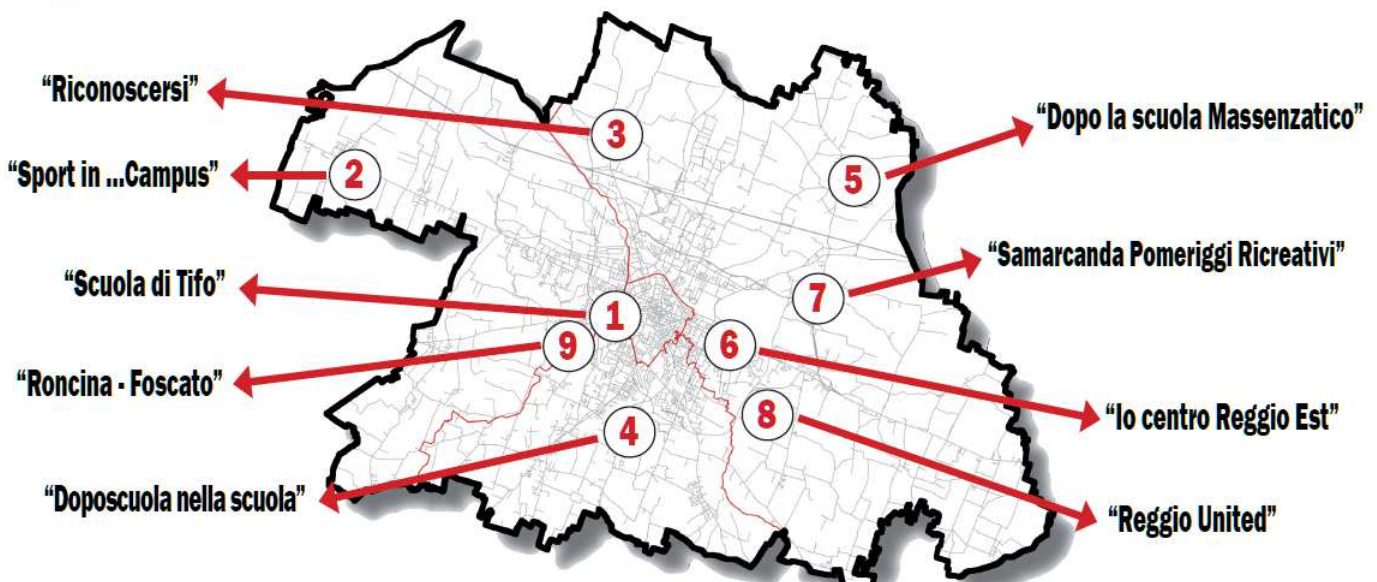 “Riconoscersi”
3
“Dopo la scuola Massenzatico”
“Sport in ...Campus”
2
5
“Samarcanda Pomeriggi Ricreativi”
“Scuola di Tifo”
7
1
9
6
“Roncina - Foscato”
“Io centro Reggio Est”
8
4
“Doposcuola nella scuola”
“Reggio United”